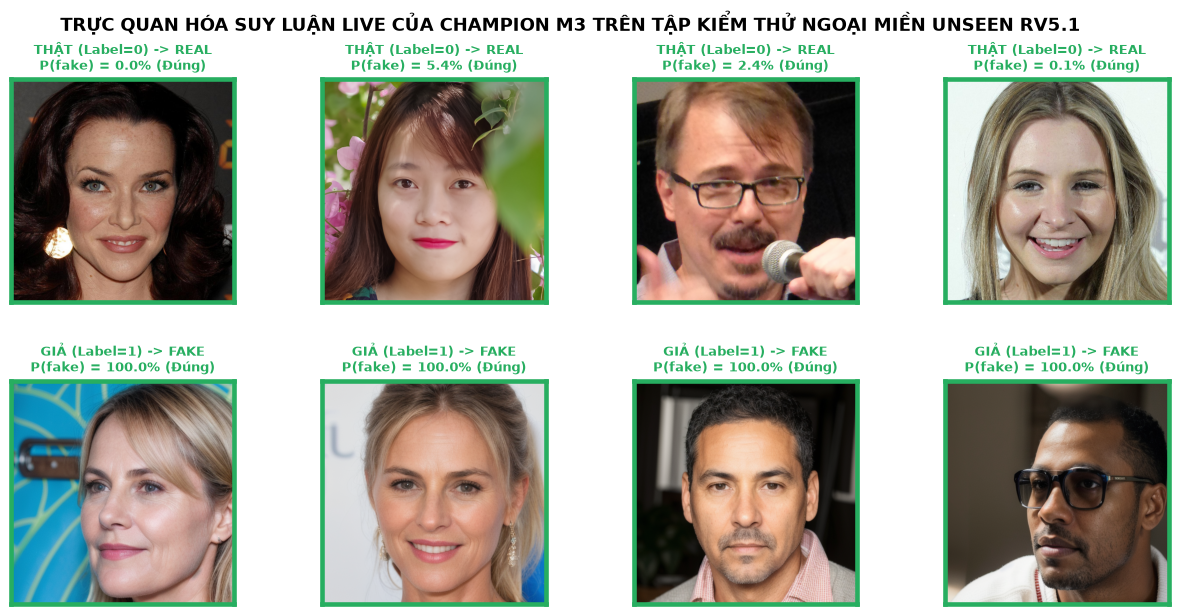 TRỰC QUAN HÓA SUY LUẬN LIVE CỦA CHAMPION M3 TRÊN TẬP KIỂM THỬ NGOẠI MIỀN UNSEEN RV5.1
THẬT (Label=0) -> REAL
P(fake) = 0.0% (Đúng)
THẬT (Label=0) -> REAL
P(fake) = 5.4% (Đúng)
THẬT (Label=0) -> REAL
P(fake) = 2.4% (Đúng)
THẬT (Label=0) -> REAL
P(fake) = 0.1% (Đúng)
GIẢ (Label=1) -> FAKE
P(fake) = 100.0% (Đúng)
GIẢ (Label=1) -> FAKE
P(fake) = 100.0% (Đúng)
GIẢ (Label=1) -> FAKE
P(fake) = 100.0% (Đúng)
GIẢ (Label=1) -> FAKE
P(fake) = 100.0% (Đúng)